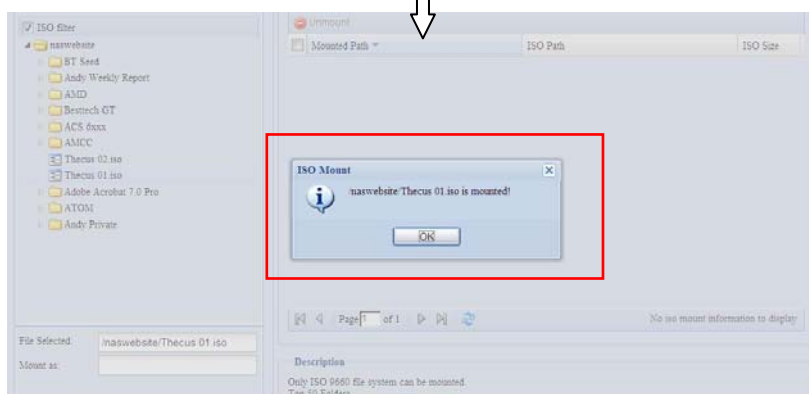 ISO filter
naswebsite
BT Seed
Andy Weekly Report
AMD
Besttech GT
ACS 6xxx
AMCC
Thecus 02.iso
Thecus 01.iso
Adobe Acrobat 7.0 Pro
ATOM
Andy Private
File Selected: /naswebsite/Thecus 01.iso
Mount as:
Unmount
Mounted Path ISO Path ISO Size
ISO Mount
/naswebsite/Thecus 01.iso is mounted!
OK
Page 1 of 1 No iso mount information to display
Description
Only ISO 9660 file system can be mounted.
Top 50 Folders